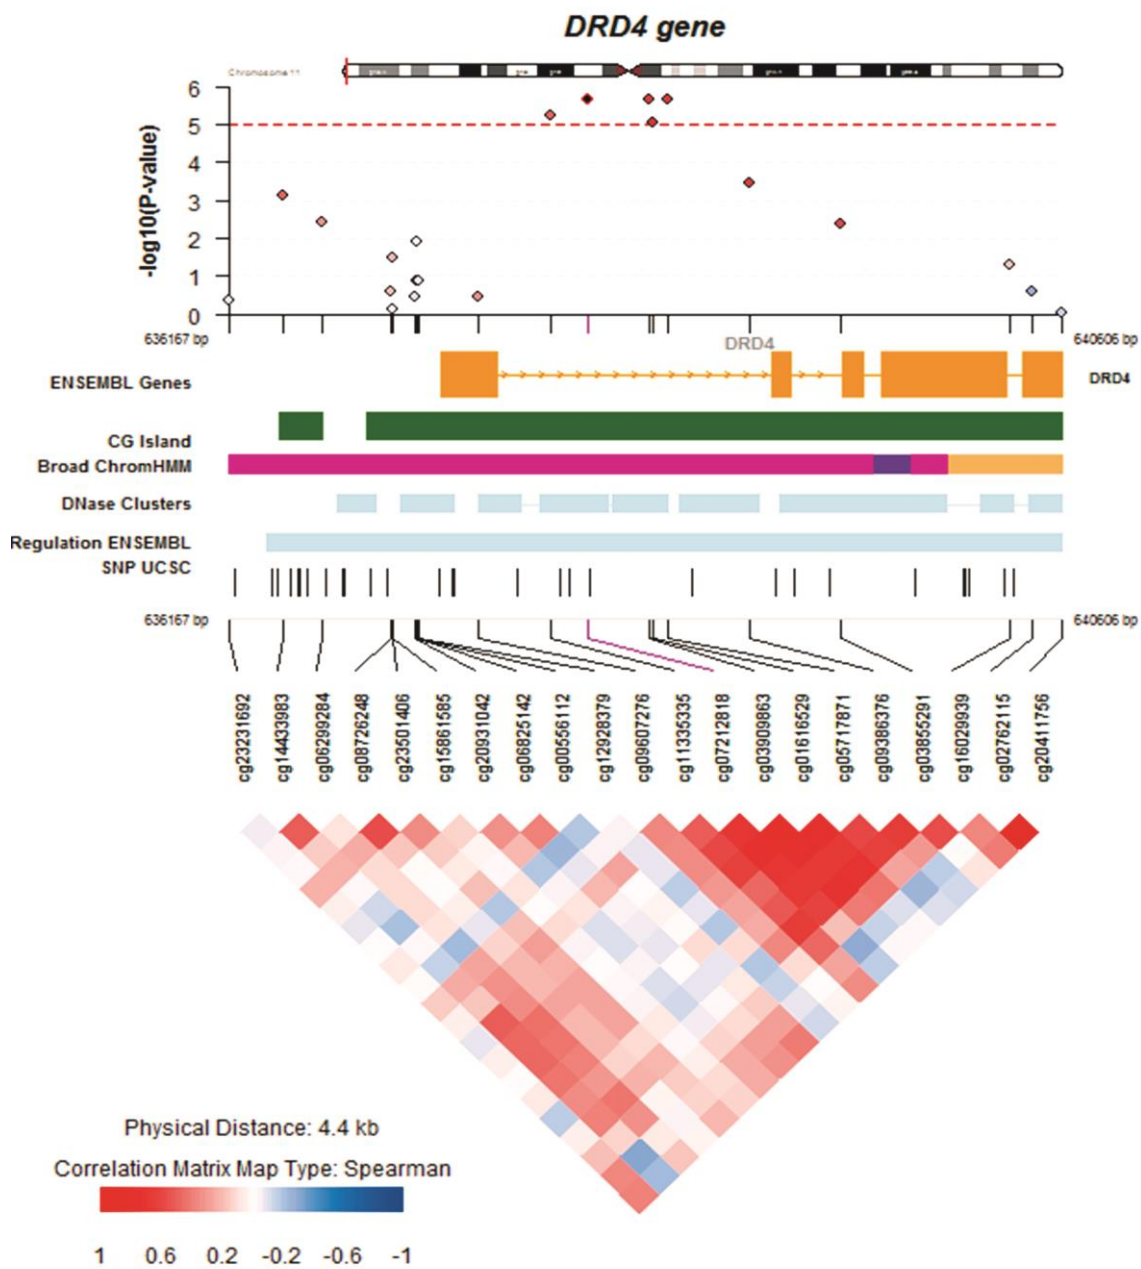 DRD4 gene
Chromosome 11
6
5
4
3
2
1
0
-log10(P-value)
636167 bp
640606 bp
DRD4
ENSEMBL Genes
DRD4
CG Island
Broad ChromHMM
DNase Clusters
Regulation ENSEMBL
SNP UCSC
636167 bp
640606 bp
cg23231692
cg14433983
cg06299284
cg08726248
cg23501406
cg15861585
cg20931042
cg06825142
cg00556112
cg12928379
cg09607276
cg11335335
cg07212818
cg03909863
cg01616529
cg05717871
cg09386376
cg03855291
cg16029939
cg02762115
cg20411756
Physical Distance: 4.4 kb
Correlation Matrix Map Type: Spearman
1 0.6 0.2 -0.2 -0.6 -1